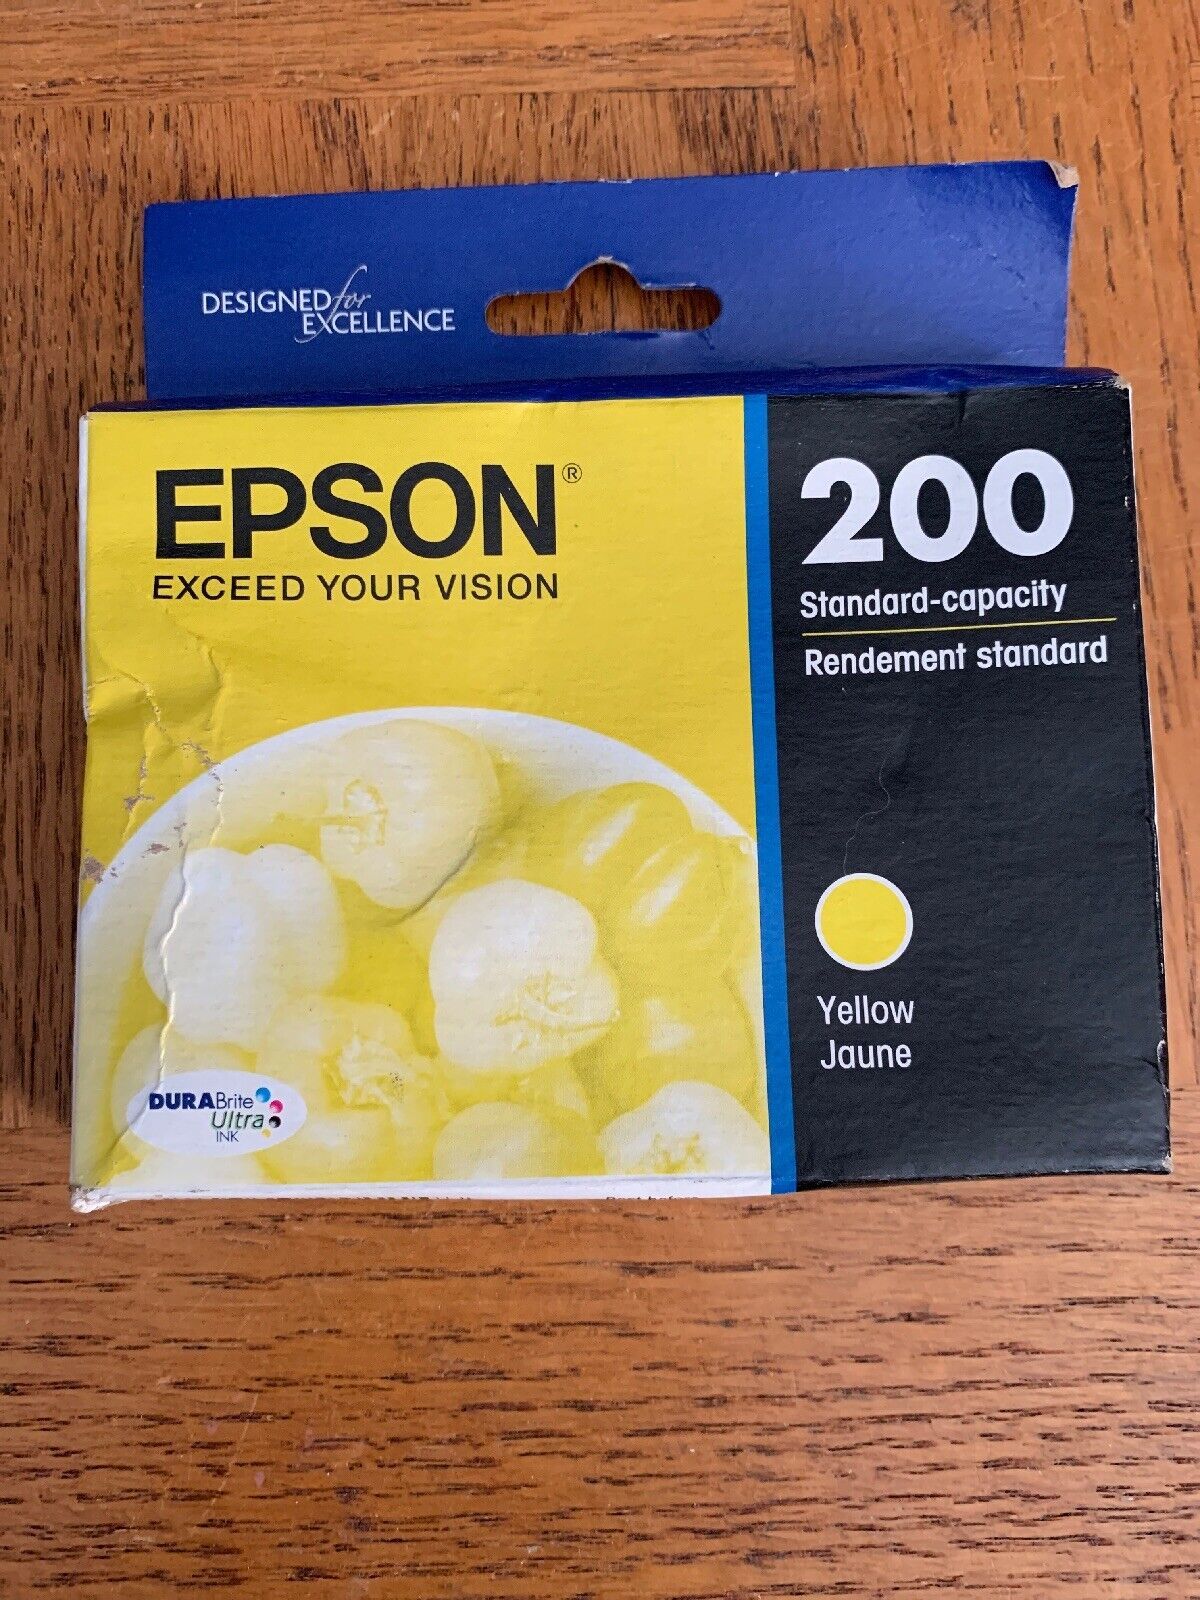 DESIGNED for
EXCELLENCE
EPSON®
EXCEED YOUR VISION
200
Standard-capacity
Rendement standard
Yellow
Jaune
DURABrite
Ultra
INK